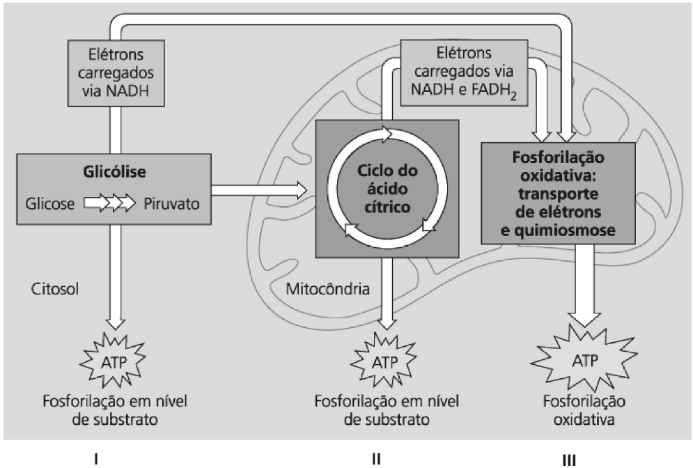 Elétrons
carregados
via NADH
Elétrons
carregados via
NADH e FADH₂
Glicólise
Glicose Piruvato
Ciclo do
ácido
cítrico
Fosforilação
oxidativa:
transporte
de elétrons
e quimiosmose
Citosol
Mitocôndria
ATP
ATP
ATP
Fosforilação em nível
de substrato
Fosforilação em nível
de substrato
Fosforilação
oxidativa
I
II
III